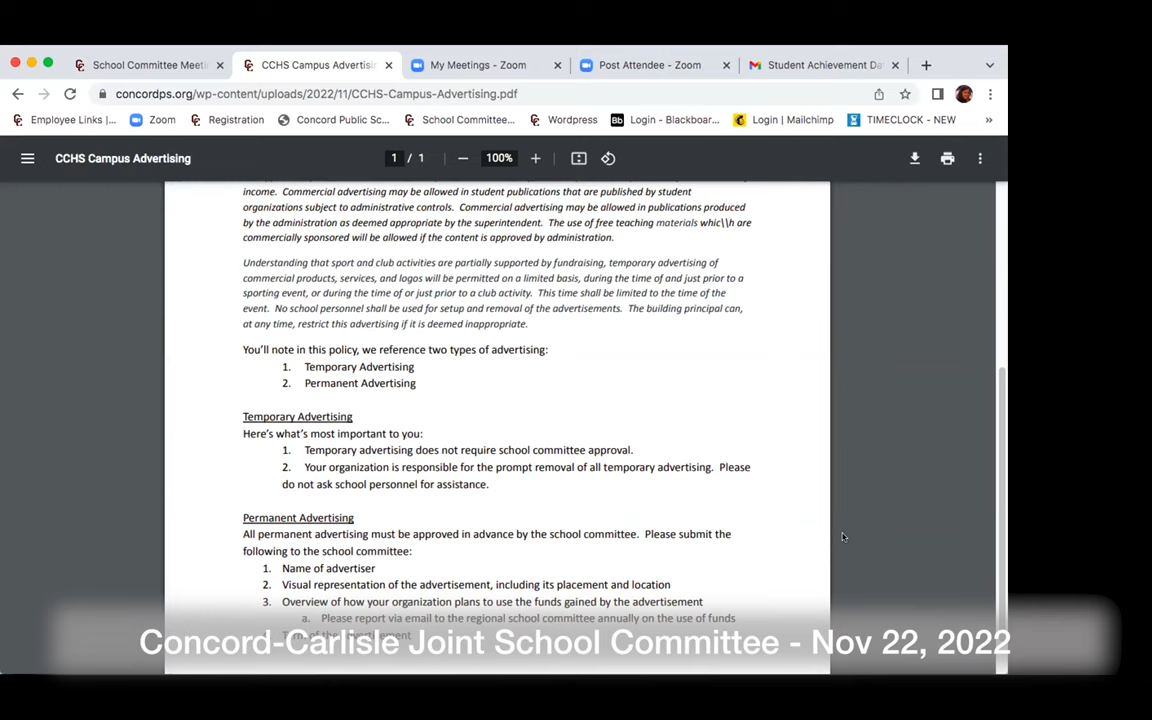 School Committee Meeti
CCHS Campus Advertisin
My Meetings - Zoom
Post Attendee - Zoom
Student Achievement Da
concordps.org/wp-content/uploads/2022/11/CCHS-Campus-Advertising.pdf
Employee Links |...
Zoom
Registration
Concord Public Sc...
School Committee...
Wordpress
Login - Blackboar...
Login | Mailchimp
TIMECLOCK - NEW
»
CCHS Campus Advertising
1 / 1
100%
income. Commercial advertising may be allowed in student publications that are published by student
organizations subject to administrative controls. Commercial advertising may be allowed in publications produced
by the administration as deemed appropriate by the superintendent. The use of free teaching materials whic\\h are
commercially sponsored will be allowed if the content is approved by administration.
Understanding that sport and club activities are partially supported by fundraising, temporary advertising of
commercial products, services, and logos will be permitted on a limited basis, during the time of and just prior to a
sporting event, or during the time of or just prior to a club activity. This time shall be limited to the time of the
event. No school personnel shall be used for setup and removal of the advertisements. The building principal can,
at any time, restrict this advertising if it is deemed inappropriate.
You'll note in this policy, we reference two types of advertising:
1. Temporary Advertising
2. Permanent Advertising
Temporary Advertising
Here's what's most important to you:
1. Temporary advertising does not require school committee approval.
2. Your organization is responsible for the prompt removal of all temporary advertising. Please
do not ask school personnel for assistance.
Permanent Advertising
All permanent advertising must be approved in advance by the school committee. Please submit the
following to the school committee:
1. Name of advertiser
2. Visual representation of the advertisement, including its placement and location
3. Overview of how your organization plans to use the funds gained by the advertisement
a. Please report via email to the regional school committee annually on the use of funds
Concord-Carlisle Joint School Committee - Nov 22, 2022